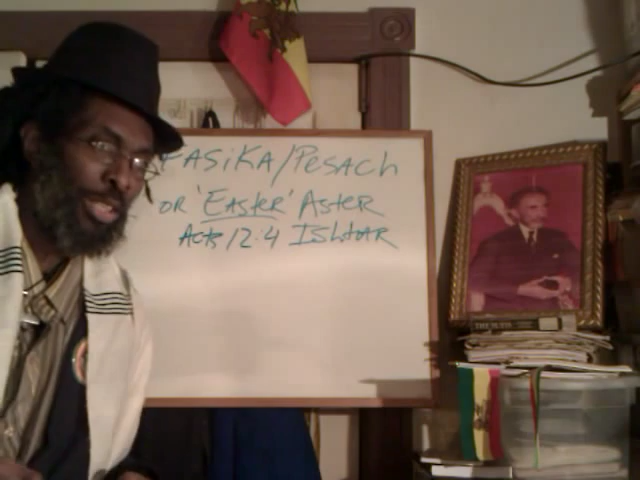 FASIKA/PESACH
OR 'EASTER' ASTER
ACTS 12:4 ISHTAR